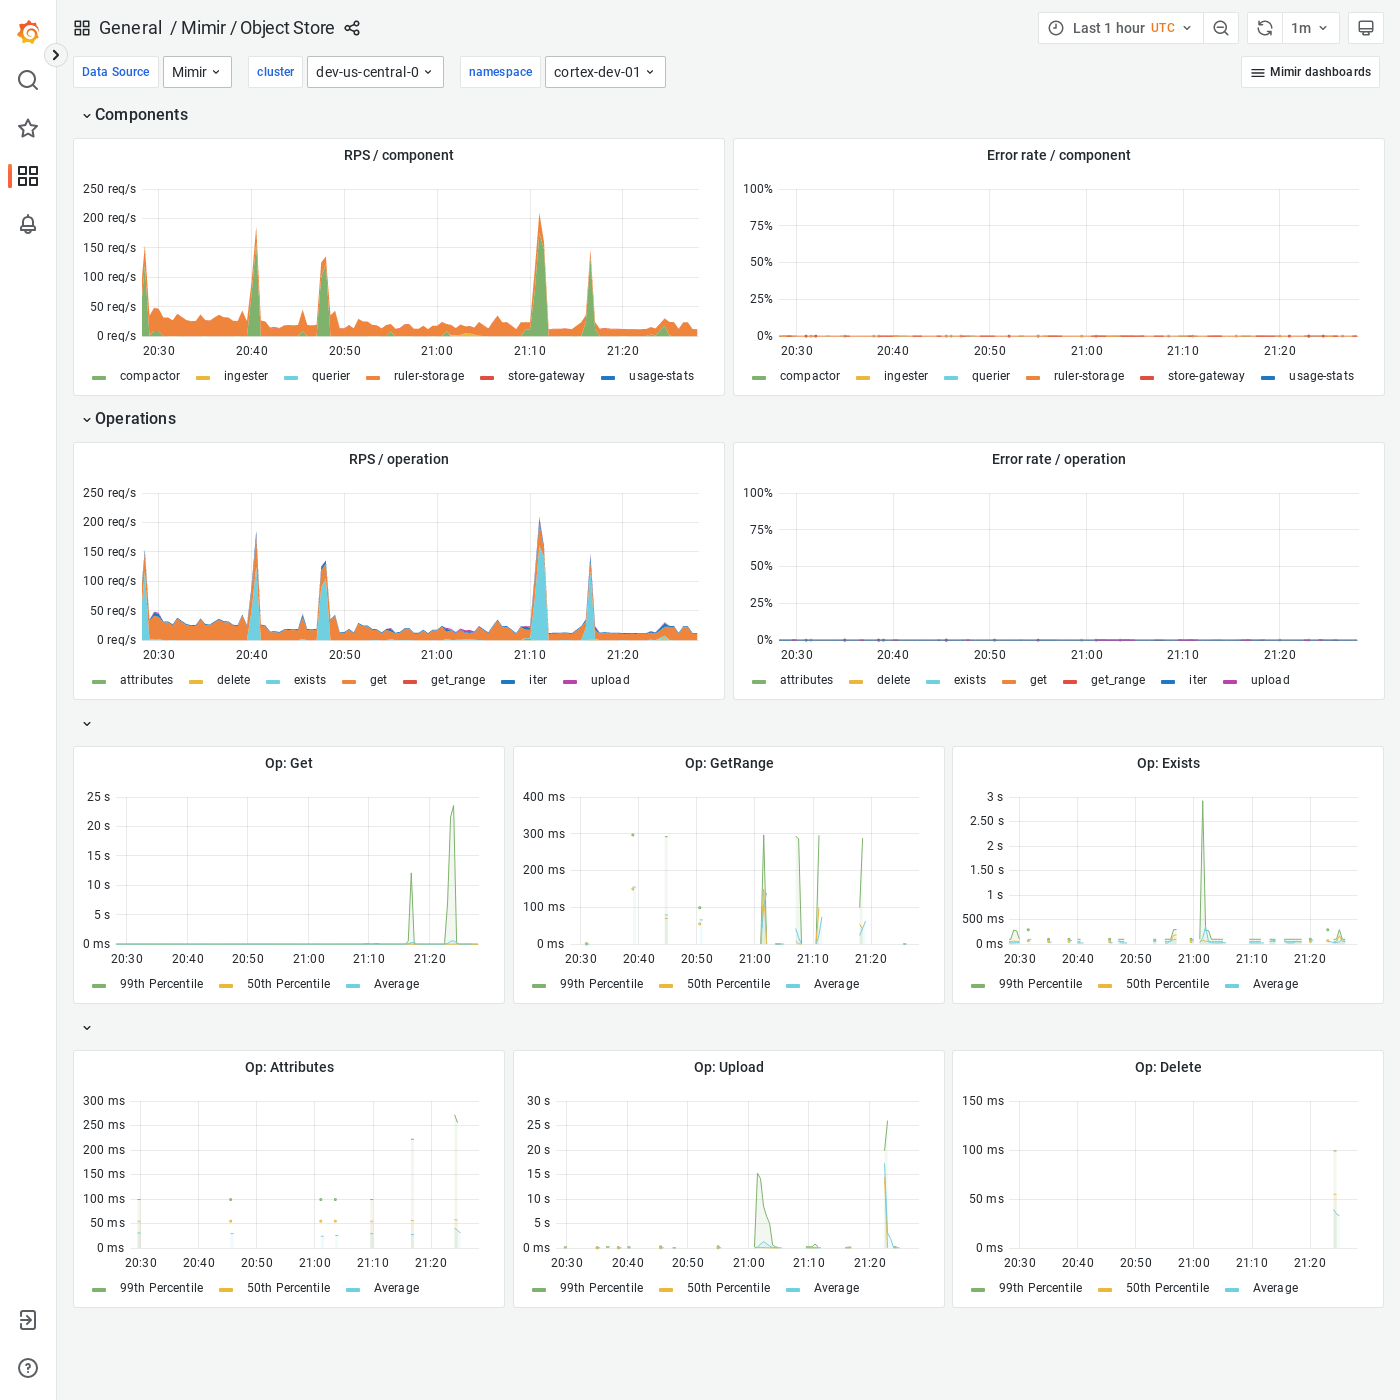 General / Mimir / Object Store
Last 1 hour UTC
1m
Data Source Mimir cluster dev-us-central-0 namespace cortex-dev-01
Mimir dashboards
Components
RPS / component
250 req/s
200 req/s
150 req/s
100 req/s
50 req/s
0 req/s
20:30 20:40 20:50 21:00 21:10 21:20
compactor ingester querier ruler-storage store-gateway usage-stats
Error rate / component
100%
75%
50%
25%
0%
20:30 20:40 20:50 21:00 21:10 21:20
compactor ingester querier ruler-storage store-gateway usage-stats
Operations
RPS / operation
250 req/s
200 req/s
150 req/s
100 req/s
50 req/s
0 req/s
20:30 20:40 20:50 21:00 21:10 21:20
attributes delete exists get get_range iter upload
Error rate / operation
100%
75%
50%
25%
0%
20:30 20:40 20:50 21:00 21:10 21:20
attributes delete exists get get_range iter upload
Op: Get
25 s
20 s
15 s
10 s
5 s
0 ms
20:30 20:40 20:50 21:00 21:10 21:20
99th Percentile 50th Percentile Average
Op: GetRange
400 ms
300 ms
200 ms
100 ms
0 ms
20:30 20:40 20:50 21:00 21:10 21:20
99th Percentile 50th Percentile Average
Op: Exists
3 s
2.50 s
2 s
1.50 s
1 s
500 ms
0 ms
20:30 20:40 20:50 21:00 21:10 21:20
99th Percentile 50th Percentile Average
Op: Attributes
300 ms
250 ms
200 ms
150 ms
100 ms
50 ms
0 ms
20:30 20:40 20:50 21:00 21:10 21:20
99th Percentile 50th Percentile Average
Op: Upload
30 s
25 s
20 s
15 s
10 s
5 s
0 ms
20:30 20:40 20:50 21:00 21:10 21:20
99th Percentile 50th Percentile Average
Op: Delete
150 ms
100 ms
50 ms
0 ms
20:30 20:40 20:50 21:00 21:10 21:20
99th Percentile 50th Percentile Average